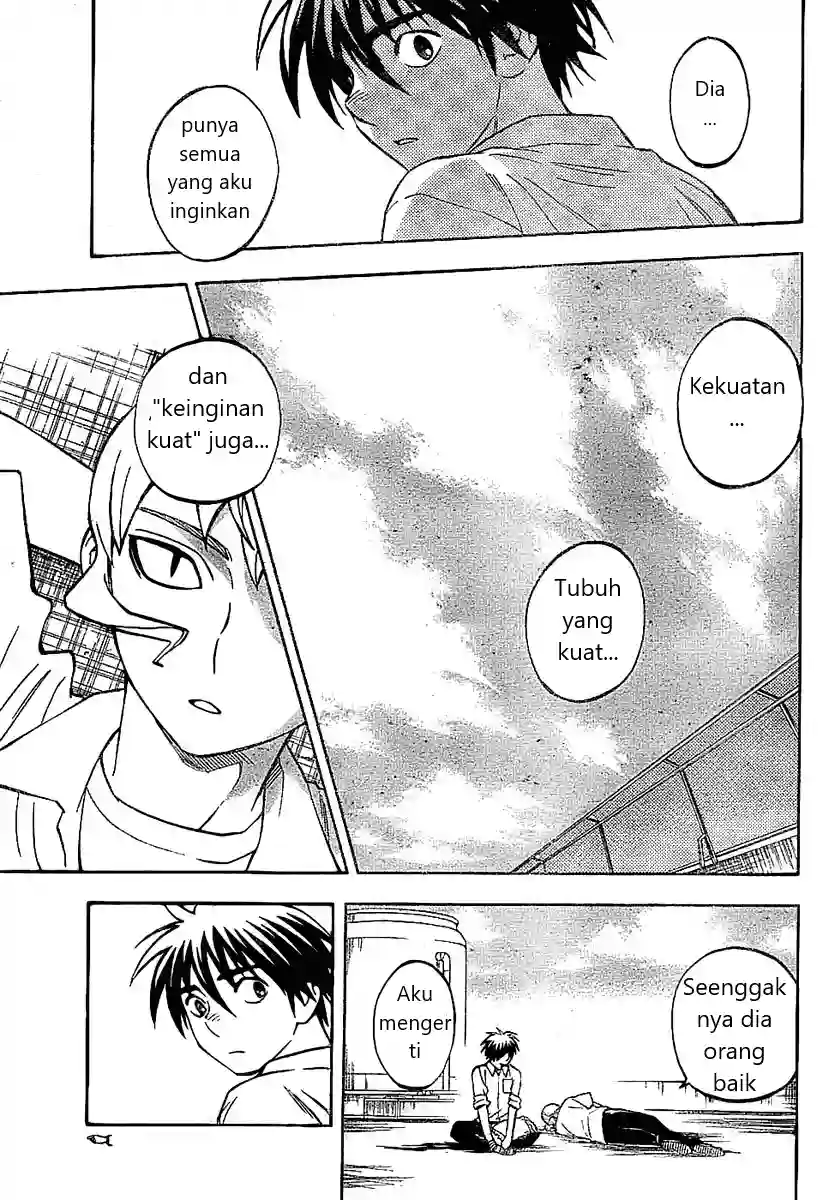 Dia
...
punya
semua
yang aku
inginkan
Kekuatan
...
Tubuh
yang
kuat...
dan
,"keinginan
kuat" juga...
Seenggak
nya dia
orang
baik
Aku
menger
ti